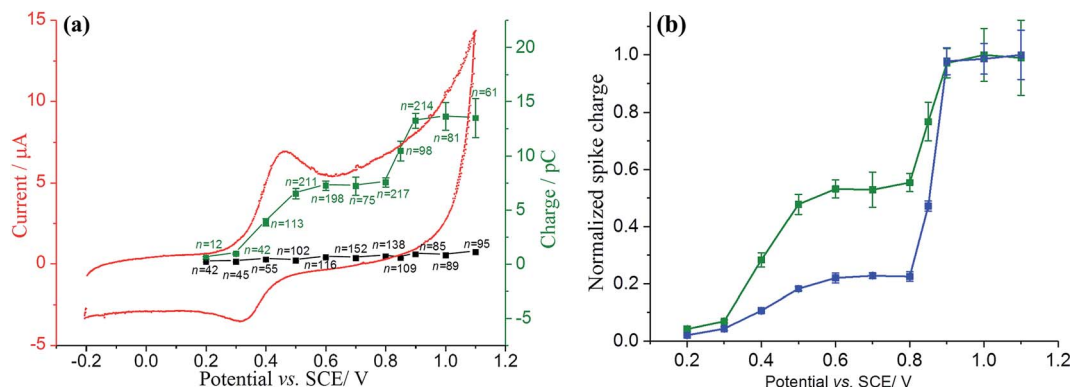 (a)
15
10
5
0
-5
Current / μA
20
15
10
5
0
-5
Charge / pC
n=214
n=61
n=81
n=98
n=211
n=198
n=75
n=217
n=113
n=12
n=42
n=102
n=152
n=138
n=85
n=95
n=42
n=45
n=55
n=116
n=109
n=89
-0.2 0.0 0.2 0.4 0.6 0.8 1.0 1.2
Potential vs. SCE/ V
(b)
1.0
0.8
0.6
0.4
0.2
0.0
Normalized spike charge
0.2 0.4 0.6 0.8 1.0 1.2
Potential vs. SCE/ V